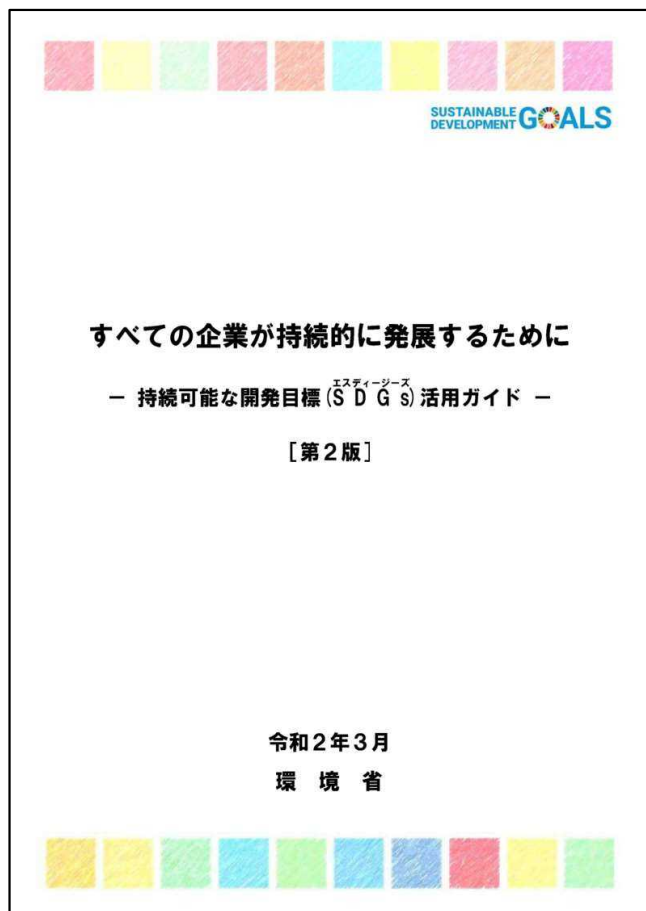 SUSTAINABLE
DEVELOPMENT GOALS
すべての企業が持続的に発展するために
エスディージーズ
− 持続可能な開発目標(SDGs)活用ガイド −
[第2版]
令和2年3月
環境省